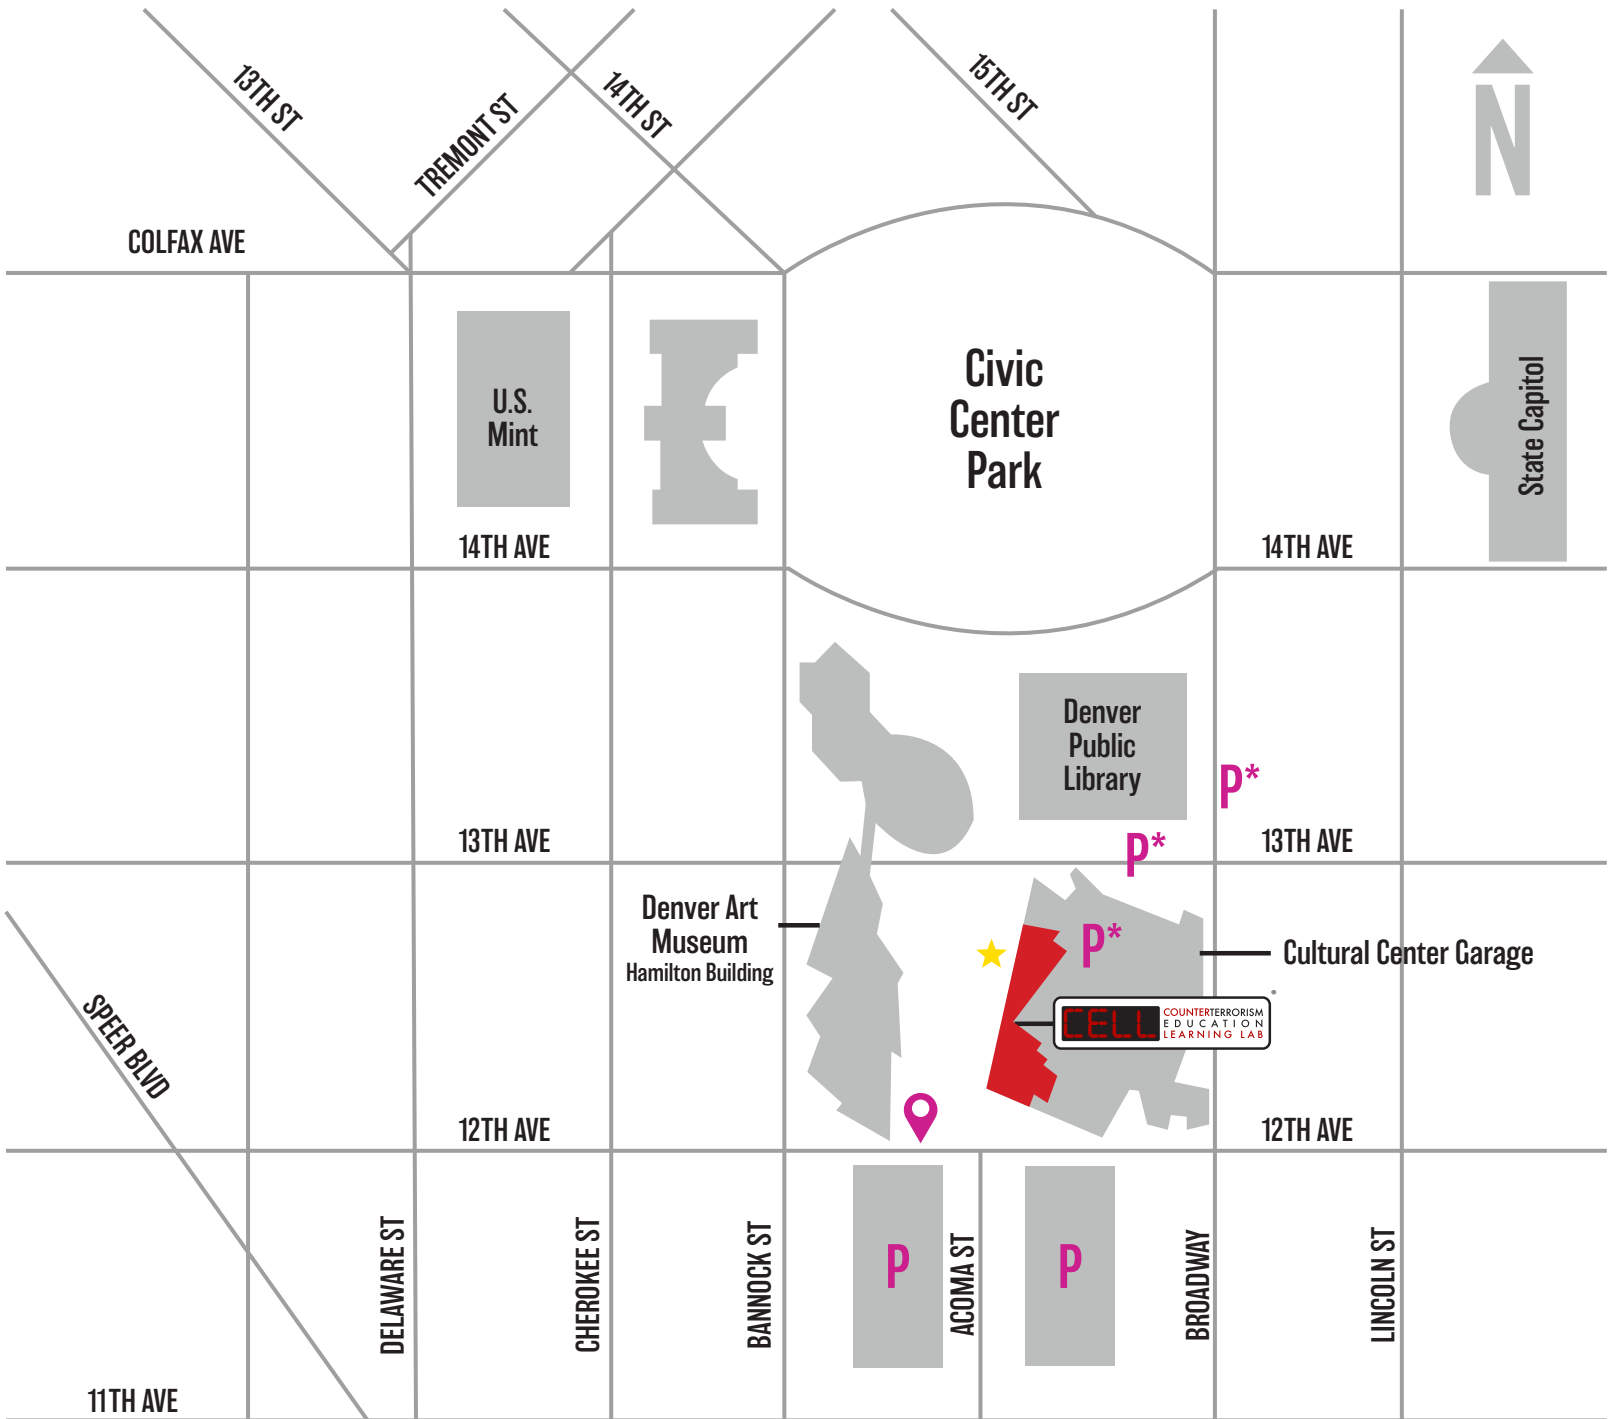 13TH ST
TREMONT ST
14TH ST
15TH ST
N
COLFAX AVE
U.S.
Mint
Civic
Center
Park
State Capitol
14TH AVE
14TH AVE
Denver
Public
Library
P*
13TH AVE
P*
13TH AVE
Denver Art
Museum
Hamilton Building
P*
Cultural Center Garage
CELL
COUNTERTERRORISM
EDUCATION
LEARNING LAB
SPEER BLVD
12TH AVE
12TH AVE
DELAWARE ST
CHEROKEE ST
BANNOCK ST
P
ACOMA ST
P
BROADWAY
LINCOLN ST
11TH AVE